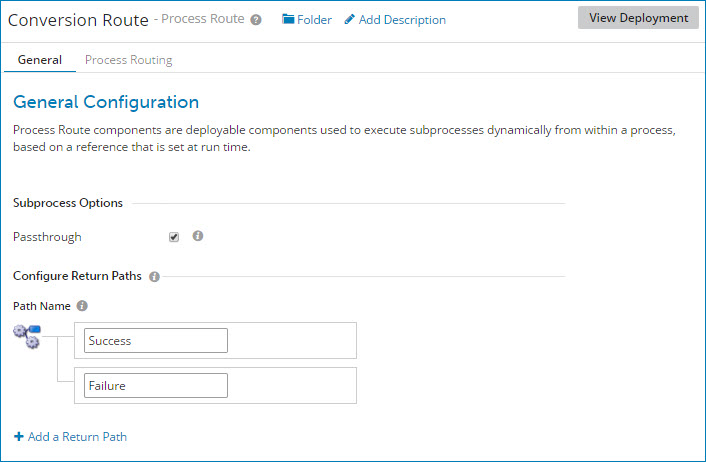 Conversion Route - Process Route ? Folder Add Description View Deployment
General Process Routing
General Configuration
Process Route components are deployable components used to execute subprocesses dynamically from within a process,
based on a reference that is set at run time.
Subprocess Options
Passthrough i
Configure Return Paths i
Path Name i
Success
Failure
+ Add a Return Path